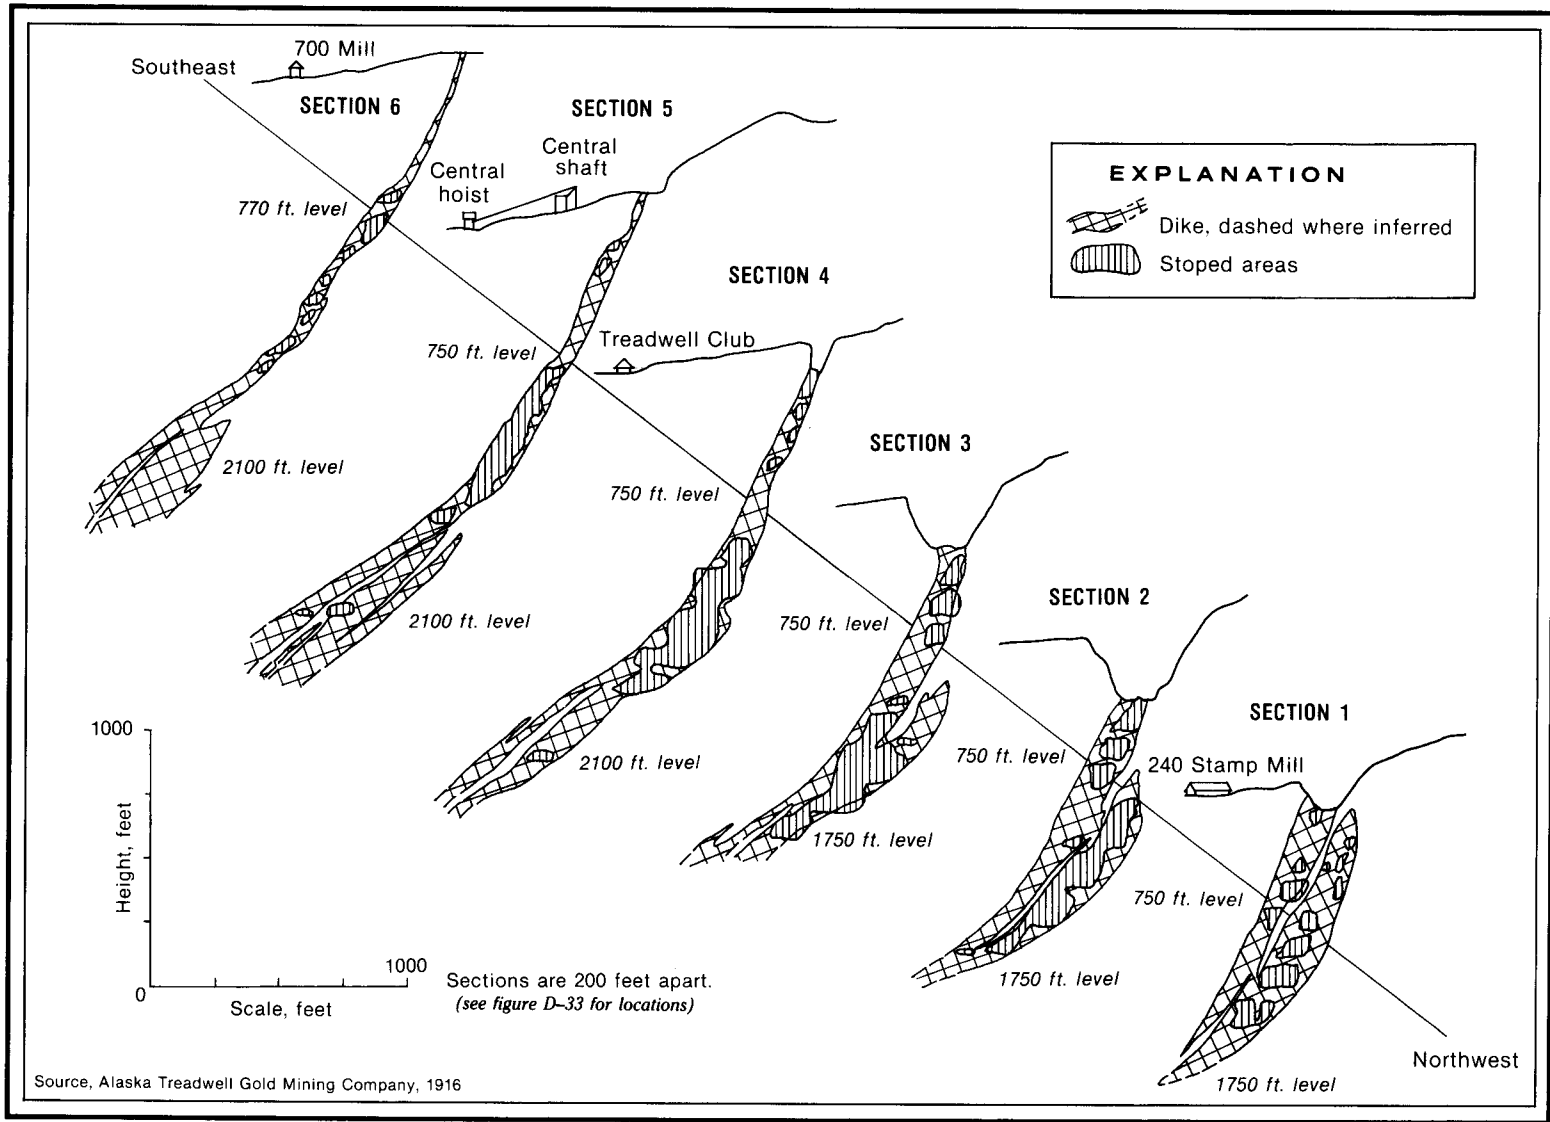 700 Mill
Southeast
SECTION 6
SECTION 5
Central
hoist
Central
shaft
770 ft. level
EXPLANATION
Dike, dashed where inferred
Stoped areas
SECTION 4
Treadwell Club
750 ft. level
2100 ft. level
SECTION 3
750 ft. level
2100 ft. level
SECTION 2
750 ft. level
2100 ft. level
SECTION 1
240 Stamp Mill
750 ft. level
1750 ft. level
750 ft. level
1750 ft. level
Northwest
1750 ft. level
1000
Height, feet
0
1000
Scale, feet
Sections are 200 feet apart.
(see figure D–33 for locations)
Source, Alaska Treadwell Gold Mining Company, 1916